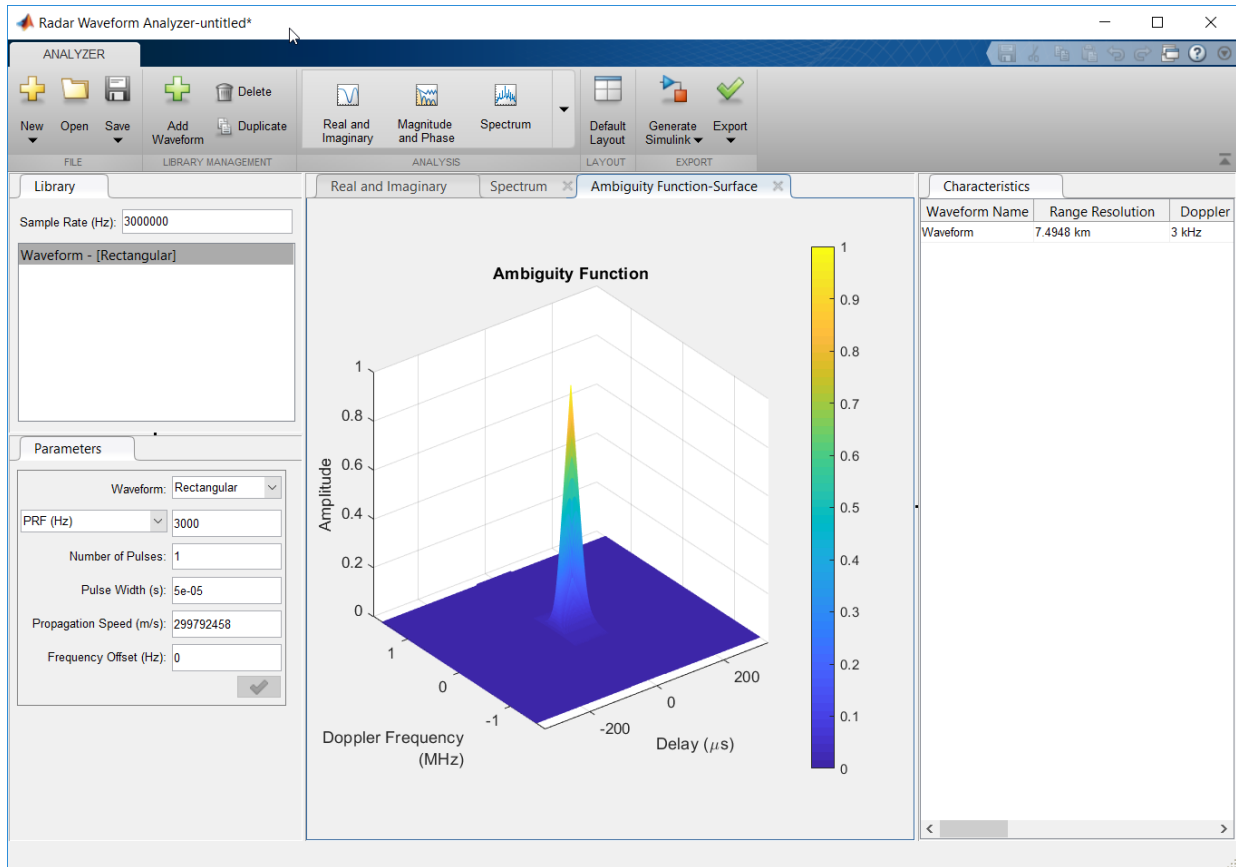 Radar Waveform Analyzer-untitled*
ANALYZER
New
Open
Save
Add
Waveform
Delete
Duplicate
Real and
Imaginary
Magnitude
and Phase
Spectrum
Default
Layout
Generate
Simulink
Export
FILE
LIBRARY MANAGEMENT
ANALYSIS
LAYOUT
EXPORT
Library
Sample Rate (Hz): 3000000
Waveform - [Rectangular]
Parameters
Waveform: Rectangular
PRF (Hz) 3000
Number of Pulses: 1
Pulse Width (s): 5e-05
Propagation Speed (m/s): 299792458
Frequency Offset (Hz): 0
Real and Imaginary Spectrum Ambiguity Function-Surface
Ambiguity Function
Amplitude
1
0.8
0.6
0.4
0.2
0
1
0
-1
Doppler Frequency
(MHz)
-200
0
200
Delay (μs)
1
0.9
0.8
0.7
0.6
0.5
0.4
0.3
0.2
0.1
0
Characteristics
Waveform Name Range Resolution Doppler
Waveform 7.4948 km 3 kHz